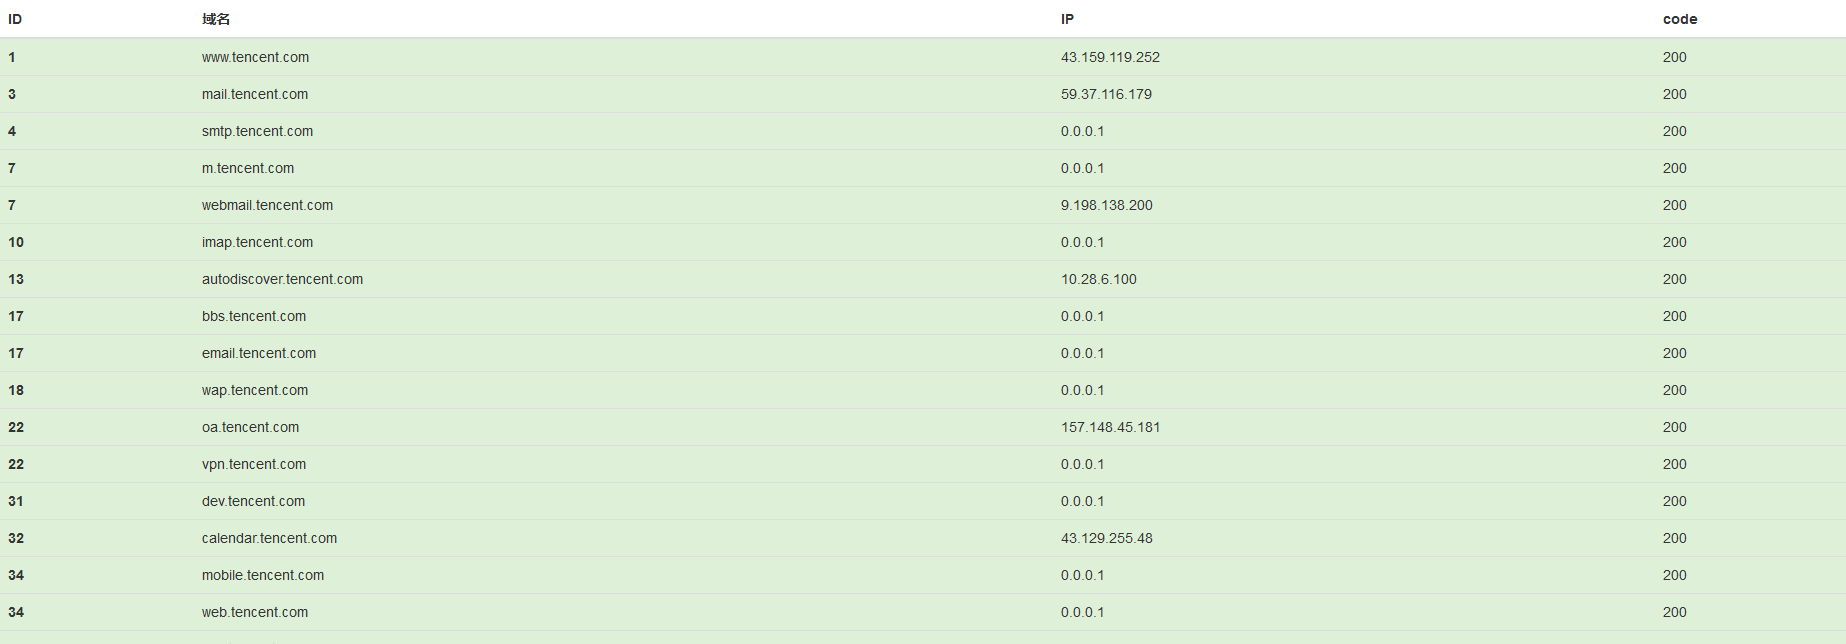 ID 域名 IP code
1 www.tencent.com 43.159.119.252 200
3 mail.tencent.com 59.37.116.179 200
4 smtp.tencent.com 0.0.0.1 200
7 m.tencent.com 0.0.0.1 200
7 webmail.tencent.com 9.198.138.200 200
10 imap.tencent.com 0.0.0.1 200
13 autodiscover.tencent.com 10.28.6.100 200
17 bbs.tencent.com 0.0.0.1 200
17 email.tencent.com 0.0.0.1 200
18 wap.tencent.com 0.0.0.1 200
22 oa.tencent.com 157.148.45.181 200
22 vpn.tencent.com 0.0.0.1 200
31 dev.tencent.com 0.0.0.1 200
32 calendar.tencent.com 43.129.255.48 200
34 mobile.tencent.com 0.0.0.1 200
34 web.tencent.com 0.0.0.1 200